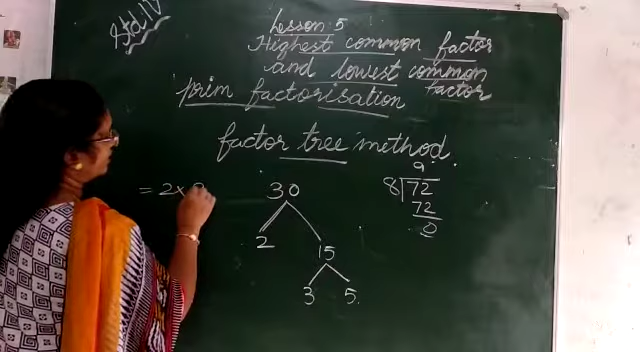 Std IV
Lesson: 5
Highest common factor
and lowest common
factor
prim factorisation
factor tree method.
= 2×
30
2 15
3 5.
9
8 72
72
0